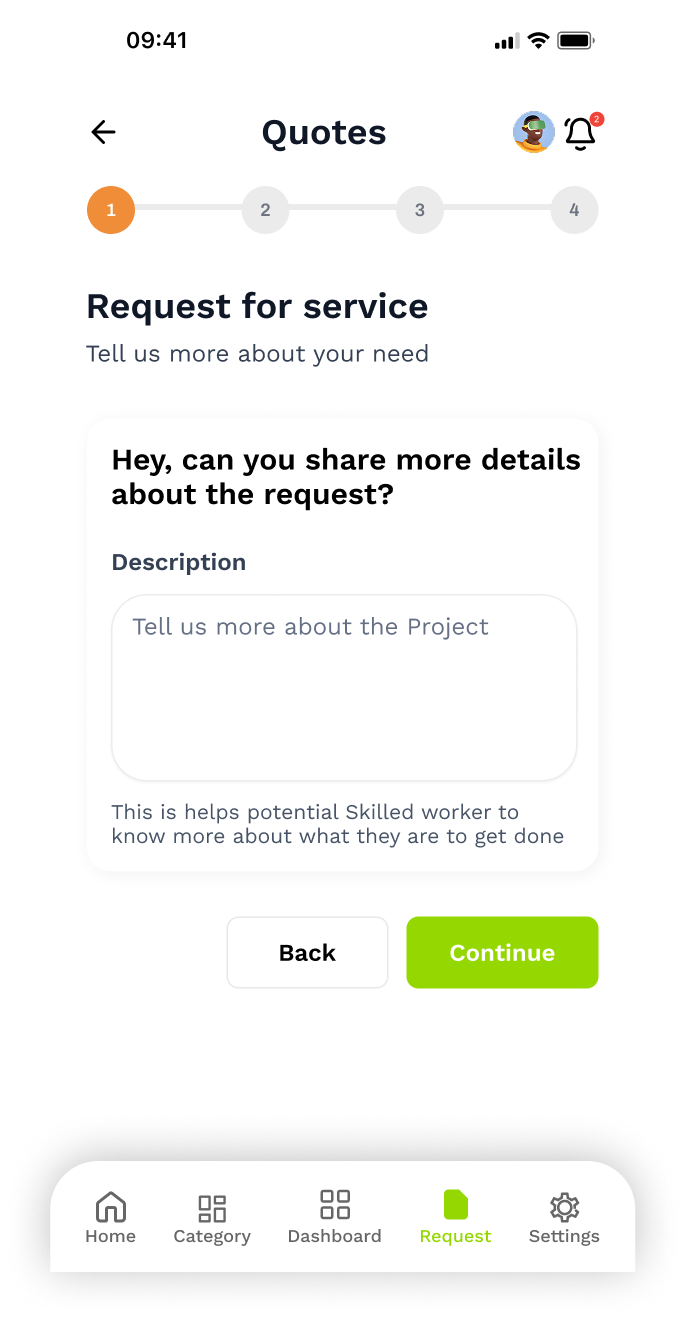 09:41
Quotes
2
1 2 3 4
Request for service
Tell us more about your need
Hey, can you share more details
about the request?
Description
Tell us more about the Project
This is helps potential Skilled worker to
know more about what they are to get done
Back Continue
Home Category Dashboard Request Settings